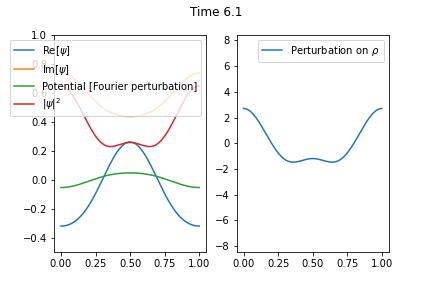 Time 6.1
1.0
0.8
0.6
0.4
0.2
0.0
−0.2
−0.4
Re[ψ]
Im[ψ]
Potential [Fourier perturbation]
|ψ|²
0.00 0.25 0.50 0.75 1.00
8
6
4
2
0
−2
−4
−6
−8
Perturbation on ρ
0.00 0.25 0.50 0.75 1.00